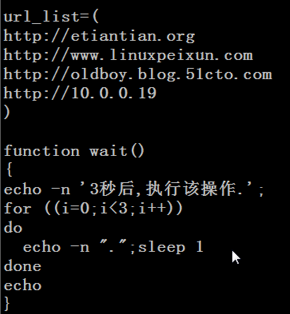 url_list=(
http://etiantian.org
http://www.linuxpeixun.com
http://oldboy.blog.51cto.com
http://10.0.0.19
)
function wait()
{
echo -n '3秒后,执行该操作.';
for ((i=0;i<3;i++))
do
  echo -n ".";sleep 1
done
echo
}